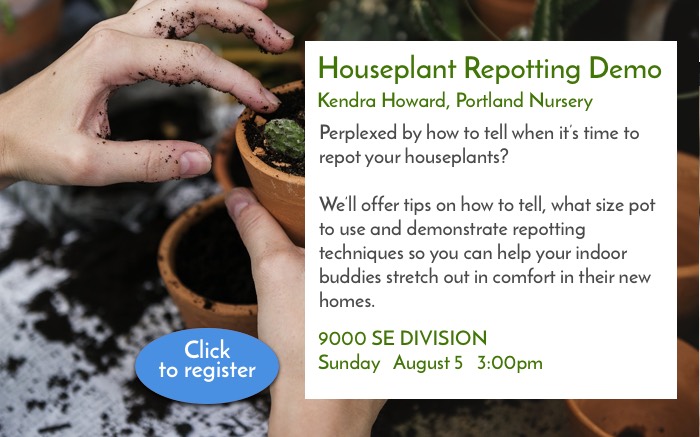 Houseplant Repotting Demo
Kendra Howard, Portland Nursery
Perplexed by how to tell when it's time to
repot your houseplants?
We'll offer tips on how to tell, what size pot
to use and demonstrate repotting
techniques so you can help your indoor
buddies stretch out in comfort in their new
homes.
9000 SE DIVISION
Sunday August 5 3:00pm
Click
to register